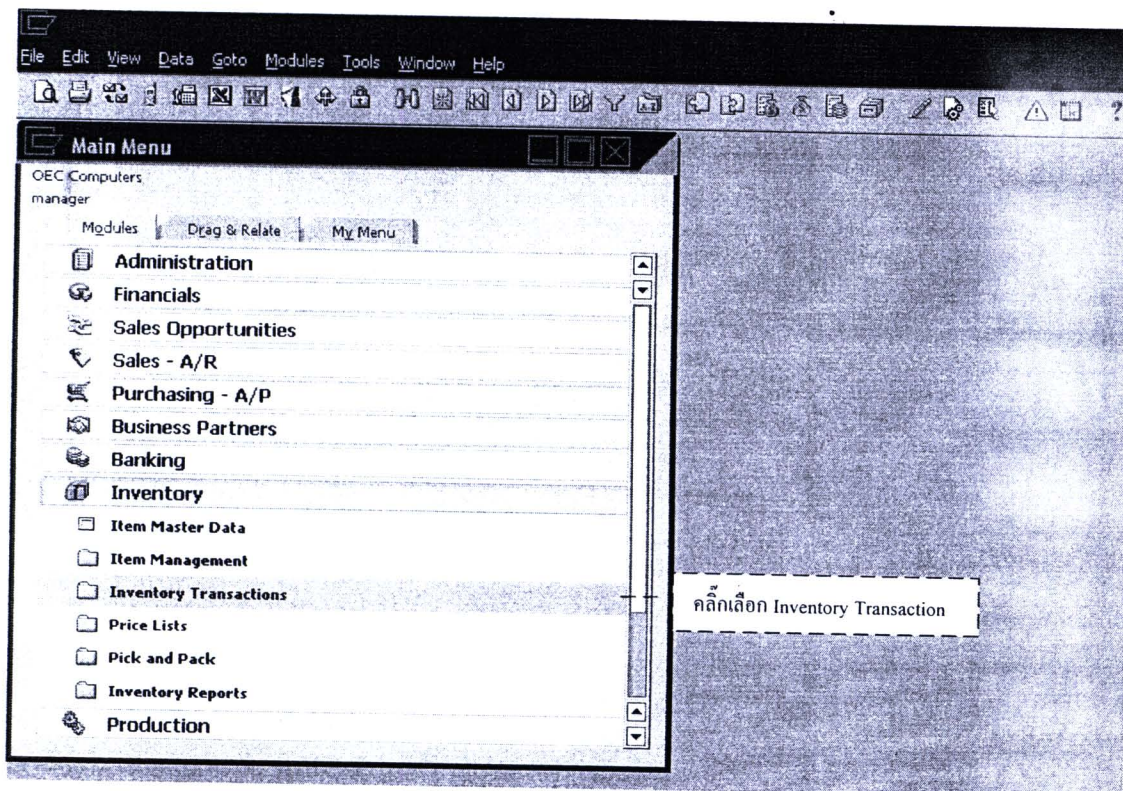 File Edit View Data Goto Modules Tools Window Help
Main Menu
OEC Computers
manager
Modules Drag & Relate My Menu
Administration
Financials
Sales Opportunities
Sales - A/R
Purchasing - A/P
Business Partners
Banking
Inventory
Item Master Data
Item Management
Inventory Transactions
คลิ๊กเลือก Inventory Transaction
Price Lists
Pick and Pack
Inventory Reports
Production